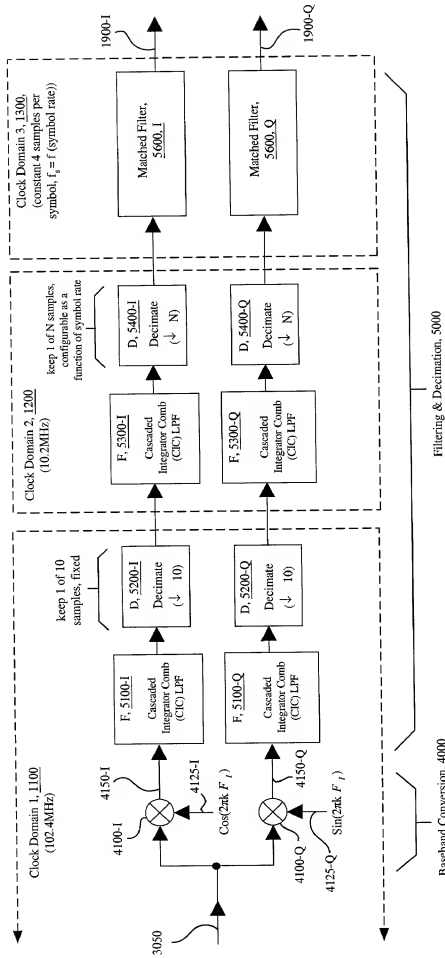 Clock Domain 1, 1100
(102.4MHz)
keep 1 of 10
samples, fixed
Clock Domain 2, 1200
(10.2MHz)
keep 1 of N samples,
configurable as a
function of symbol rate
Clock Domain 3, 1300,
(constant 4 samples per
symbol, fₛ = f (symbol rate))
3050
4100-I
4150-I
4125-I
Cos(2πk F I)
F, 5100-I
Cascaded
Integrator Comb
(CIC) LPF
D, 5200-I
Decimate
(↓ 10)
F, 5300-I
Cascaded
Integrator Comb
(CIC) LPF
D, 5400-I
Decimate
(↓ N)
Matched Filter,
5600, I
1900-I
4100-Q
4150-Q
4125-Q
Sin(2πk F I)
F, 5100-Q
Cascaded
Integrator Comb
(CIC) LPF
D, 5200-Q
Decimate
(↓ 10)
F, 5300-Q
Cascaded
Integrator Comb
(CIC) LPF
D, 5400-Q
Decimate
(↓ N)
Matched Filter,
5600, Q
1900-Q
Baseband Conversion, 4000
Filtering & Decimation, 5000